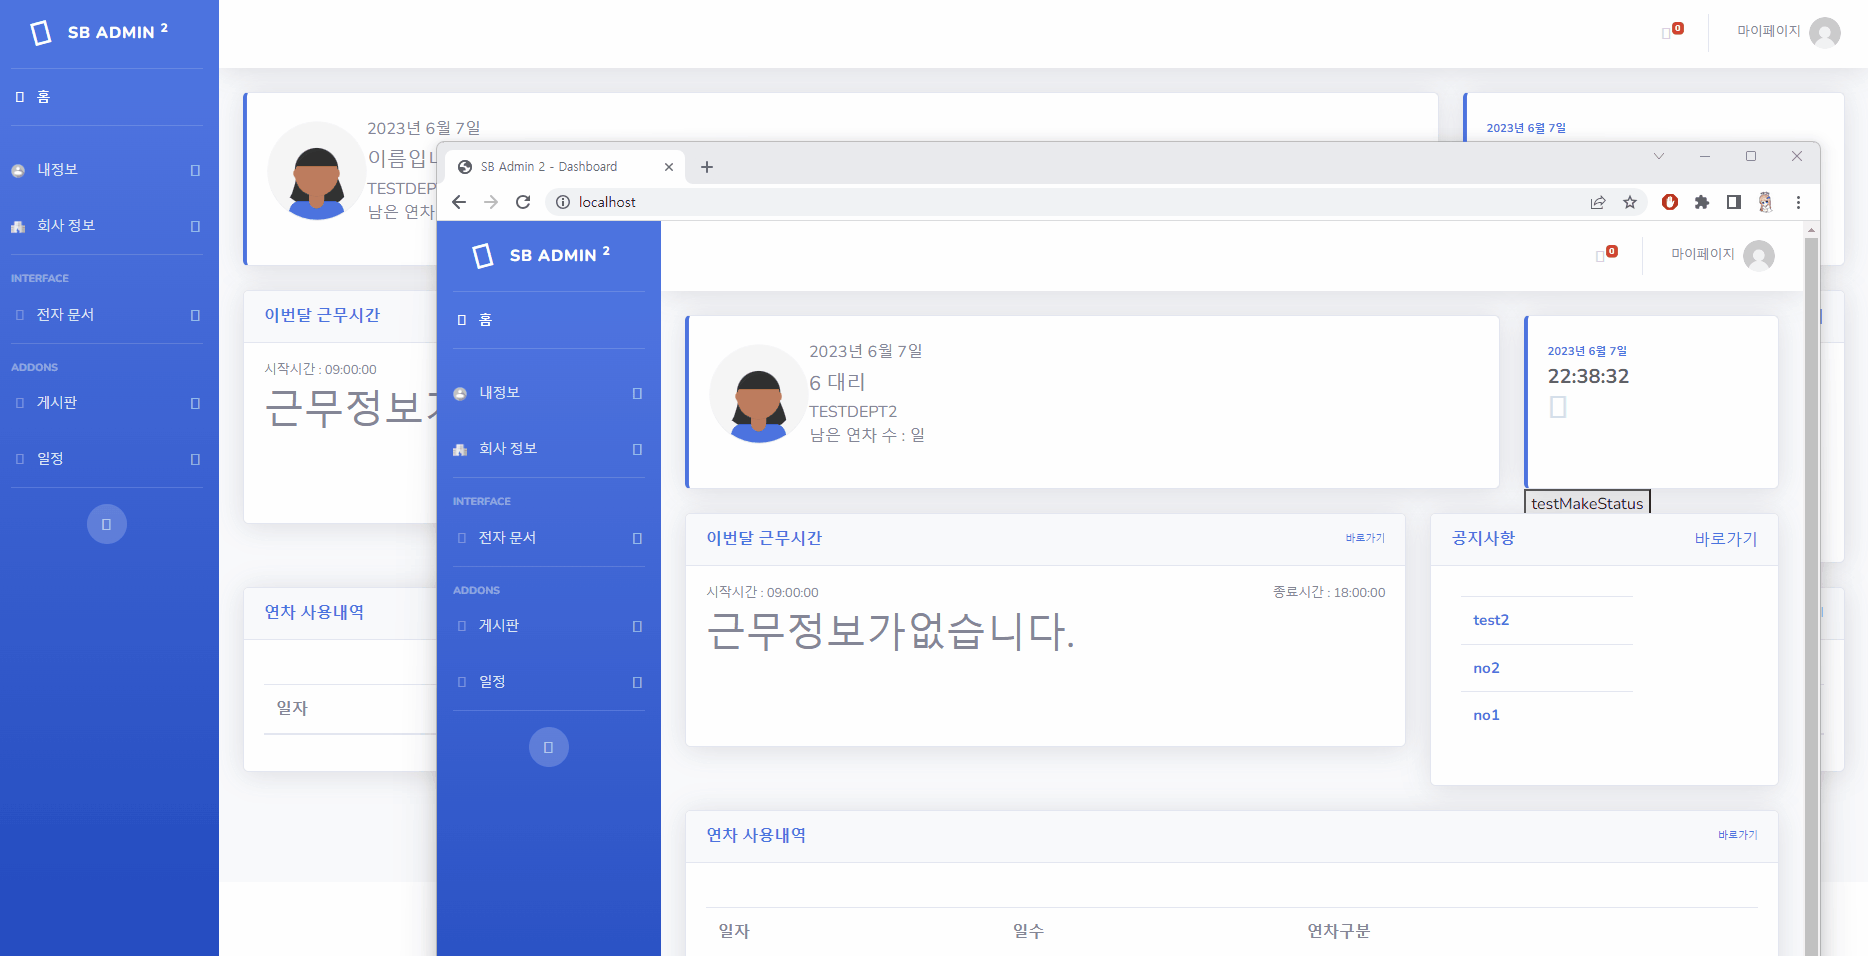 SB ADMIN 2
0
마이페이지
홈
내정보
회사 정보
INTERFACE
전자 문서
ADDONS
게시판
일정
2023년 6월 7일
TESTDEP
남은 연차
2023년 6월 7일
이번달 근무시간
시작시간 : 09:00:00
근무정보
연차 사용내역
일자
SB Admin 2 - Dashboard
localhost
SB ADMIN 2
0
마이페이지
홈
내정보
회사 정보
INTERFACE
전자 문서
ADDONS
게시판
일정
2023년 6월 7일
6 대리
TESTDEPT2
남은 연차 수 : 일
2023년 6월 7일
22:38:32
testMakeStatus
이번달 근무시간 바로가기
시작시간 : 09:00:00 종료시간 : 18:00:00
근무정보가없습니다.
공지사항 바로가기
test2
no2
no1
연차 사용내역 바로가기
일자 일수 연차구분